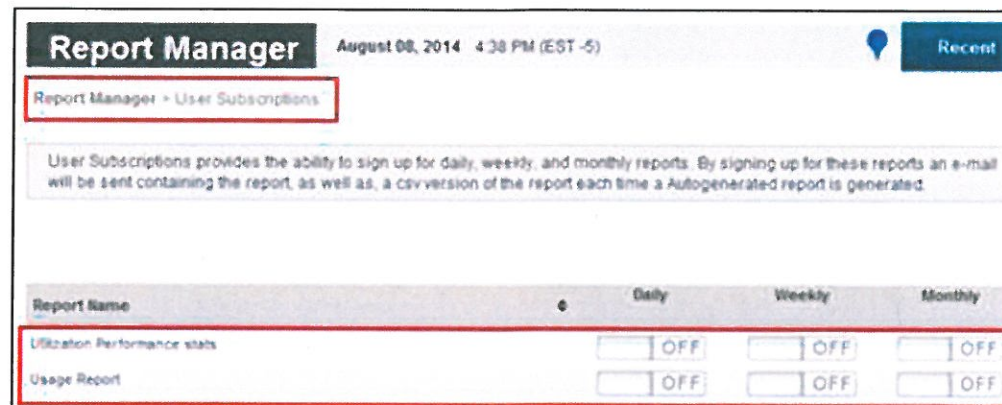 Report Manager August 08, 2014 4:38 PM (EST -5) Recent
Report Manager > User Subscriptions
User Subscriptions provides the ability to sign up for daily, weekly, and monthly reports. By signing up for these reports an e-mail
will be sent containing the report, as well as, a csv version of the report each time a Autogenerated report is generated.
Report Name Daily Weekly Monthly
Utilization Performance stats OFF OFF OFF
Usage Report OFF OFF OFF